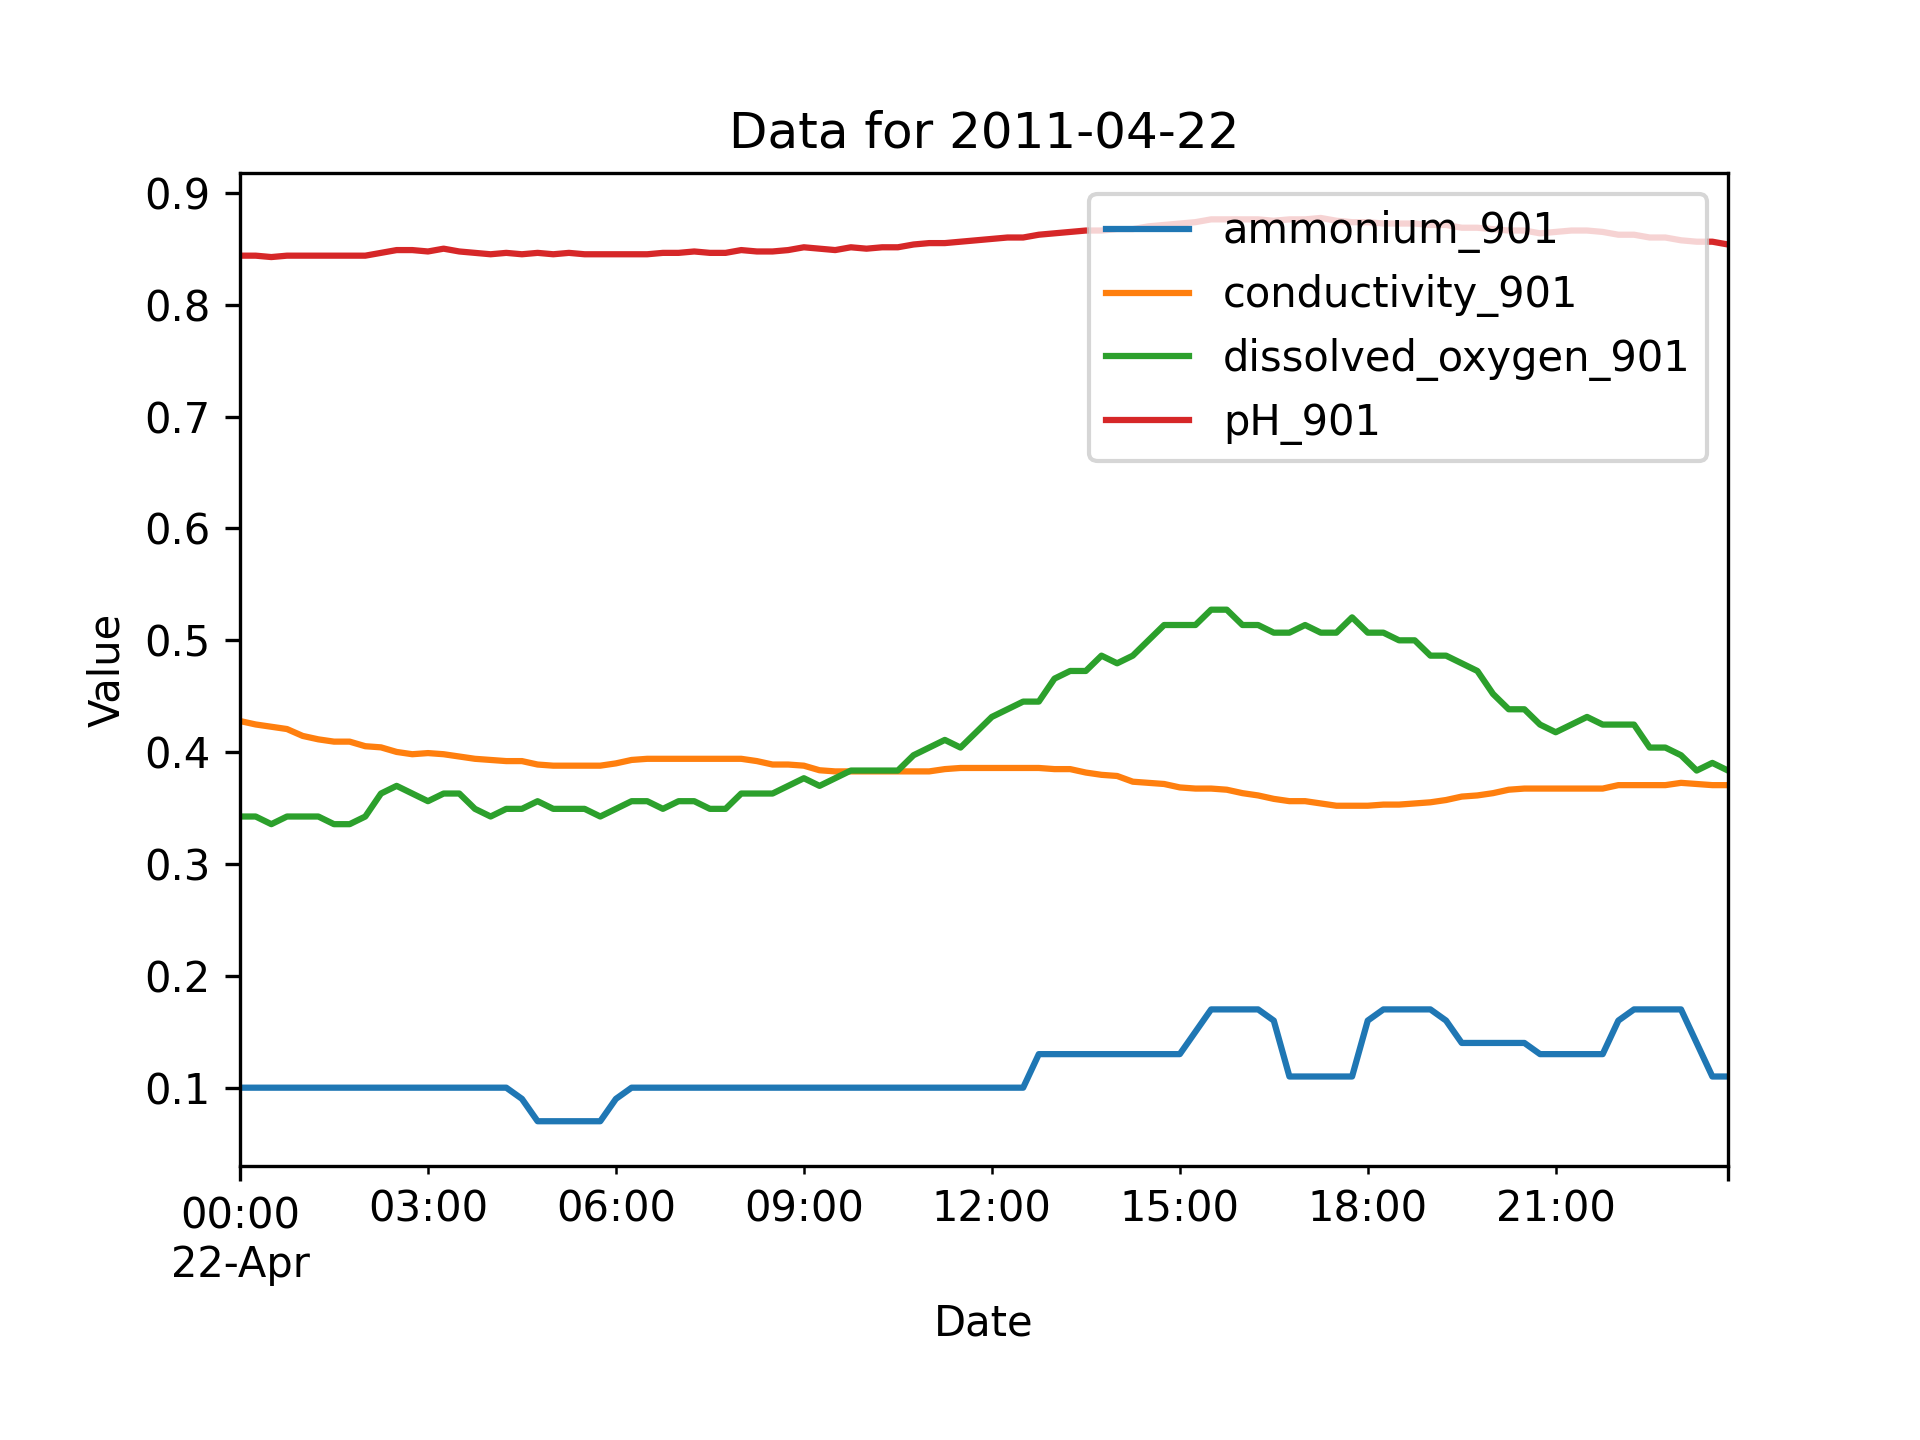 Data for 2011-04-22
ammonium_901
conductivity_901
dissolved_oxygen_901
pH_901
Value
0.9
0.8
0.7
0.6
0.5
0.4
0.3
0.2
0.1
00:00 03:00 06:00 09:00 12:00 15:00 18:00 21:00
22-Apr
Date